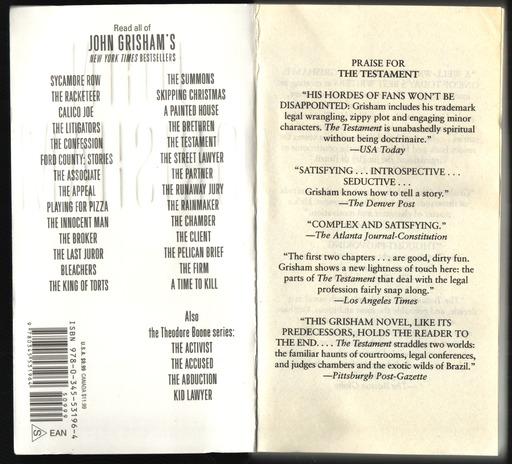 Read all of
JOHN GRISHAM'S
NEW YORK TIMES BESTSELLERS
SYCAMORE ROW
THE RACKETEER
CALICO JOE
THE LITIGATORS
THE CONFESSION
FORD COUNTY: STORIES
THE ASSOCIATE
THE APPEAL
PLAYING FOR PIZZA
THE INNOCENT MAN
THE BROKER
THE LAST JUROR
BLEACHERS
THE KING OF TORTS
THE SUMMONS
SKIPPING CHRISTMAS
A PAINTED HOUSE
THE BRETHREN
THE TESTAMENT
THE STREET LAWYER
THE PARTNER
THE RUNAWAY JURY
THE RAINMAKER
THE CHAMBER
THE CLIENT
THE PELICAN BRIEF
THE FIRM
A TIME TO KILL
Also
the Theodore Boone series:
THE ACTIVIST
THE ACCUSED
THE ABDUCTION
KID LAWYER
U.S.A. $9.99 CANADA $11.99
ISBN 978-0-345-53196-4
9 780345 531964
50999
S EAN
PRAISE FOR
THE TESTAMENT
“HIS HORDES OF FANS WON'T BE
DISAPPOINTED: Grisham includes his trademark
legal wrangling, zippy plot and engaging minor
characters. The Testament is unabashedly spiritual
without being doctrinaire.”
—USA Today
“SATISFYING . . . INTROSPECTIVE . . .
SEDUCTIVE . . .
Grisham knows how to tell a story.”
—The Denver Post
“COMPLEX AND SATISFYING.”
—The Atlanta Journal-Constitution
“The first two chapters . . . are good, dirty fun.
Grisham shows a new lightness of touch here: the
parts of The Testament that deal with the legal
profession fairly snap along.”
—Los Angeles Times
“THIS GRISHAM NOVEL, LIKE ITS
PREDECESSORS, HOLDS THE READER TO
THE END. . . . The Testament straddles two worlds:
the familiar haunts of courtrooms, legal conferences,
and judges chambers and the exotic wilds of Brazil.”
—Pittsburgh Post-Gazette